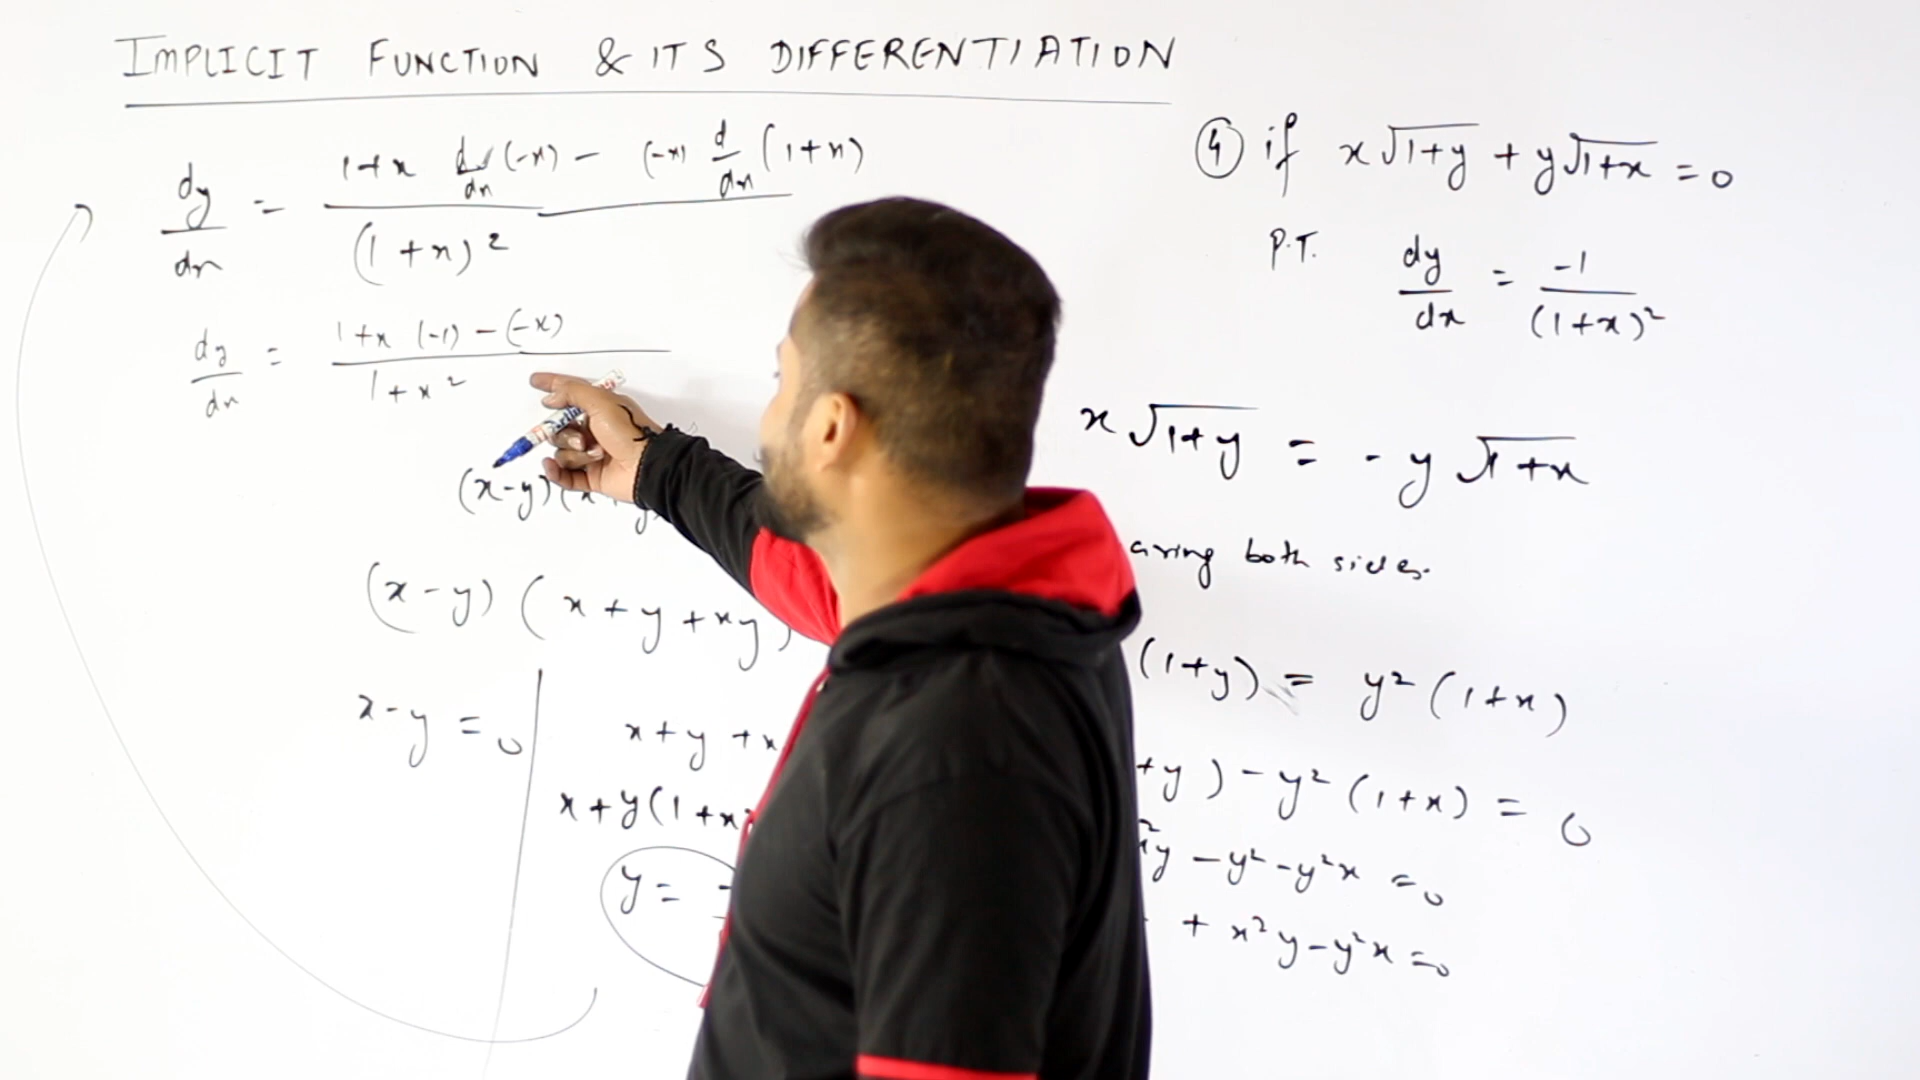 IMPLICIT FUNCTION & ITS DIFFERENTIATION
dy/dx = 1+x d/dx (-x) - (-x) d/dx (1+x) / (1+x)²
dy/dx = 1+x (-1) - (-x) / 1+x²
(x-y)(x+y
(x-y) (x+y+xy)
x-y=0
x+y+x
x+y(1+x
y = -
④ if x√1+y + y√1+x = 0
P.T. dy/dx = -1/(1+x)²
x√1+y = -y√1+x
aring both sides.
(1+y) = y²(1+x)
+y) - y²(1+x) = 0
x²y - y² - y²x = 0
+ x²y - y²x = 0